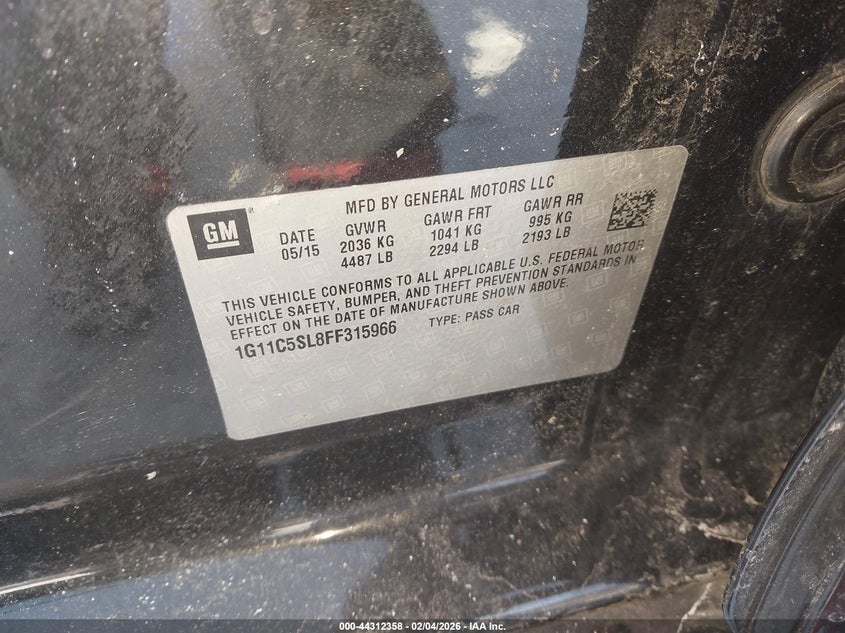 MFD BY GENERAL MOTORS LLC
GM
DATE GVWR GAWR FRT GAWR RR
05/15 2036 KG 1041 KG 995 KG
4487 LB 2294 LB 2193 LB
THIS VEHICLE CONFORMS TO ALL APPLICABLE U.S. FEDERAL MOTOR
VEHICLE SAFETY, BUMPER, AND THEFT PREVENTION STANDARDS IN
EFFECT ON THE DATE OF MANUFACTURE SHOWN ABOVE.
1G11C5SL8FF315966 TYPE: PASS CAR
000-44312358 - 02/04/2026 - IAA Inc.